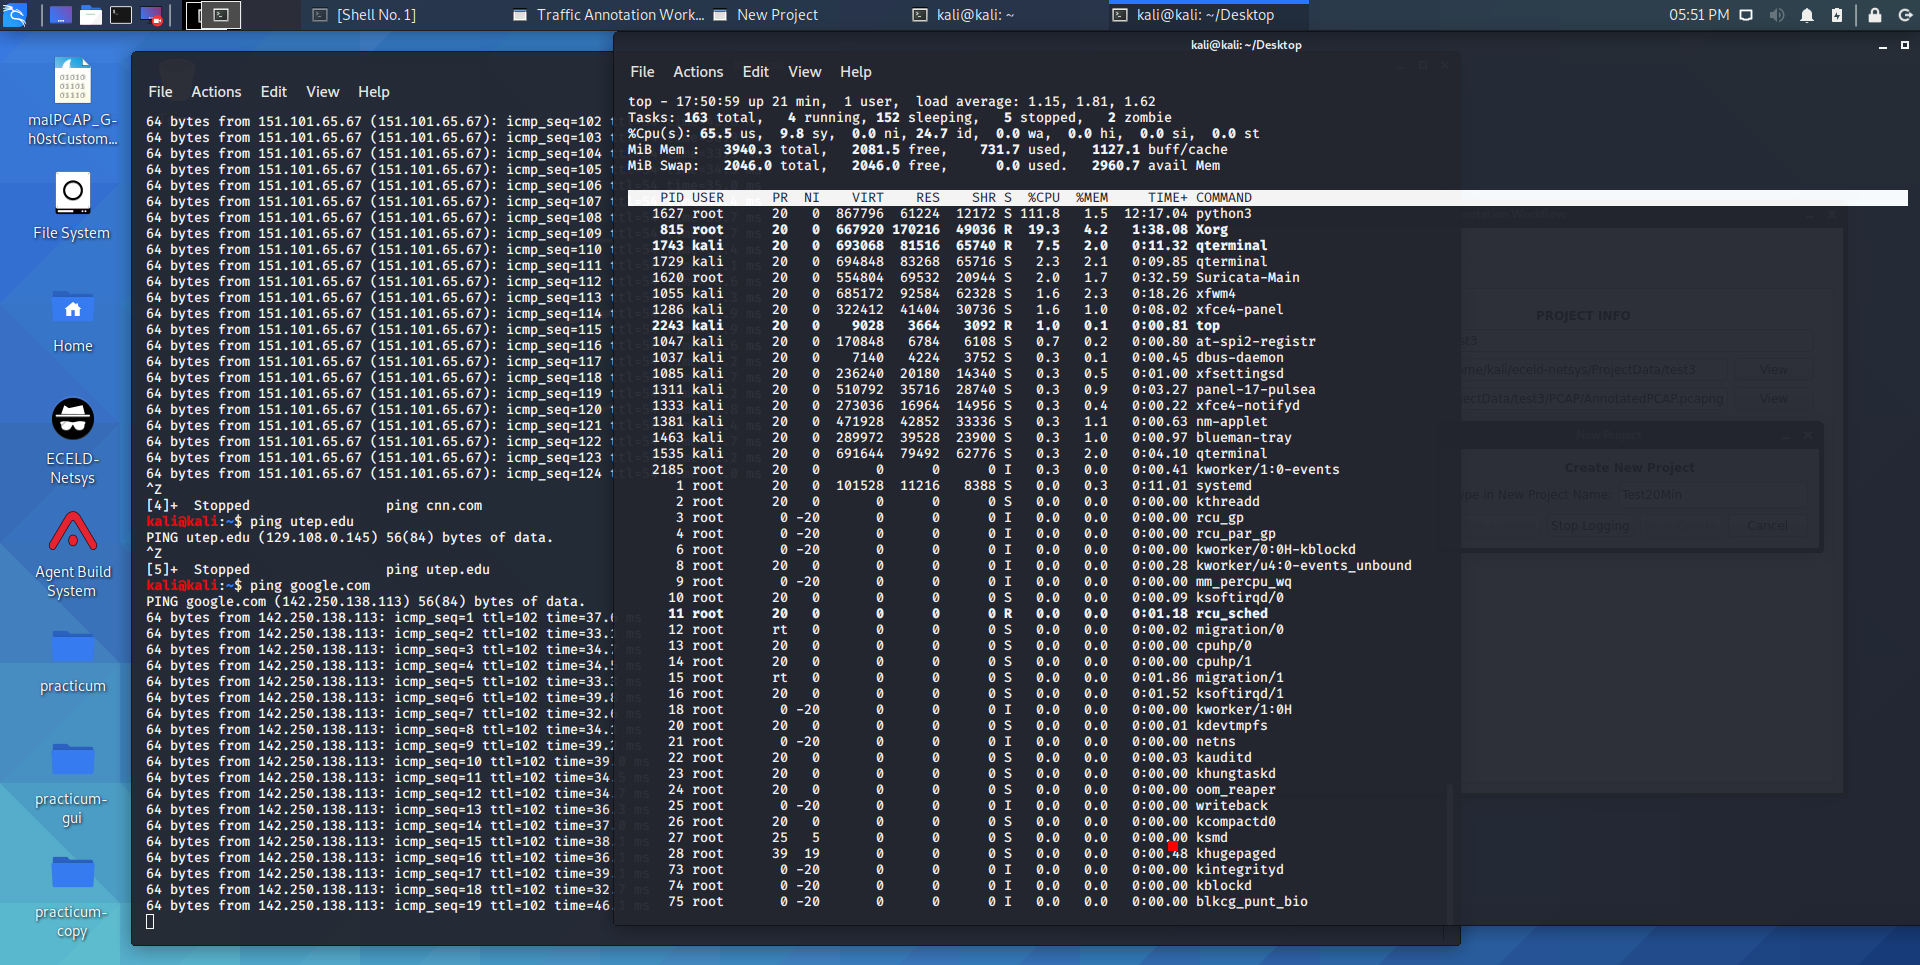 [Shell No. 1]
Traffic Annotation Work...
New Project
kali@kali: ~
kali@kali: ~/Desktop
05:51 PM
malPCAP_G-
h0stCustom...
File System
Home
ECELD-
Netsys
Agent Build
System
practicum
practicum-
gui
practicum-
copy
File Actions Edit View Help
64 bytes from 151.101.65.67 (151.101.65.67): icmp_seq=102
64 bytes from 151.101.65.67 (151.101.65.67): icmp_seq=103
64 bytes from 151.101.65.67 (151.101.65.67): icmp_seq=104
64 bytes from 151.101.65.67 (151.101.65.67): icmp_seq=105
64 bytes from 151.101.65.67 (151.101.65.67): icmp_seq=106
64 bytes from 151.101.65.67 (151.101.65.67): icmp_seq=107
64 bytes from 151.101.65.67 (151.101.65.67): icmp_seq=108
64 bytes from 151.101.65.67 (151.101.65.67): icmp_seq=109
64 bytes from 151.101.65.67 (151.101.65.67): icmp_seq=110
64 bytes from 151.101.65.67 (151.101.65.67): icmp_seq=111
64 bytes from 151.101.65.67 (151.101.65.67): icmp_seq=112
64 bytes from 151.101.65.67 (151.101.65.67): icmp_seq=113
64 bytes from 151.101.65.67 (151.101.65.67): icmp_seq=114
64 bytes from 151.101.65.67 (151.101.65.67): icmp_seq=115
64 bytes from 151.101.65.67 (151.101.65.67): icmp_seq=116
64 bytes from 151.101.65.67 (151.101.65.67): icmp_seq=117
64 bytes from 151.101.65.67 (151.101.65.67): icmp_seq=118
64 bytes from 151.101.65.67 (151.101.65.67): icmp_seq=119
64 bytes from 151.101.65.67 (151.101.65.67): icmp_seq=120
64 bytes from 151.101.65.67 (151.101.65.67): icmp_seq=121
64 bytes from 151.101.65.67 (151.101.65.67): icmp_seq=122
64 bytes from 151.101.65.67 (151.101.65.67): icmp_seq=123
64 bytes from 151.101.65.67 (151.101.65.67): icmp_seq=124
^Z
[4]+  Stopped                 ping cnn.com
kali@kali:~$ ping utep.edu
PING utep.edu (129.108.0.145) 56(84) bytes of data.
^Z
[5]+  Stopped                 ping utep.edu
kali@kali:~$ ping google.com
PING google.com (142.250.138.113) 56(84) bytes of data.
64 bytes from 142.250.138.113: icmp_seq=1 ttl=102 time=37.6 ms
64 bytes from 142.250.138.113: icmp_seq=2 ttl=102 time=33.1
64 bytes from 142.250.138.113: icmp_seq=3 ttl=102 time=34.7
64 bytes from 142.250.138.113: icmp_seq=4 ttl=102 time=34.5
64 bytes from 142.250.138.113: icmp_seq=5 ttl=102 time=33.3
64 bytes from 142.250.138.113: icmp_seq=6 ttl=102 time=39.8
64 bytes from 142.250.138.113: icmp_seq=7 ttl=102 time=32.6
64 bytes from 142.250.138.113: icmp_seq=8 ttl=102 time=34.1
64 bytes from 142.250.138.113: icmp_seq=9 ttl=102 time=39.2 ms
64 bytes from 142.250.138.113: icmp_seq=10 ttl=102 time=39.0 ms
64 bytes from 142.250.138.113: icmp_seq=11 ttl=102 time=34.5 ms
64 bytes from 142.250.138.113: icmp_seq=12 ttl=102 time=34.7 ms
64 bytes from 142.250.138.113: icmp_seq=13 ttl=102 time=36.3 ms
64 bytes from 142.250.138.113: icmp_seq=14 ttl=102 time=37.0 ms
64 bytes from 142.250.138.113: icmp_seq=15 ttl=102 time=38.1 ms
64 bytes from 142.250.138.113: icmp_seq=16 ttl=102 time=36.1 ms
64 bytes from 142.250.138.113: icmp_seq=17 ttl=102 time=39.1 ms
64 bytes from 142.250.138.113: icmp_seq=18 ttl=102 time=32.7 ms
64 bytes from 142.250.138.113: icmp_seq=19 ttl=102 time=46.1 ms
kali@kali: ~/Desktop
File Actions Edit View Help
top - 17:50:59 up 21 min,  1 user,  load average: 1.15, 1.81, 1.62
Tasks: 163 total,   4 running, 152 sleeping,   5 stopped,   2 zombie
%Cpu(s): 65.5 us,  9.8 sy,  0.0 ni, 24.7 id,  0.0 wa,  0.0 hi,  0.0 si,  0.0 st
MiB Mem :   3940.3 total,   2081.5 free,    731.7 used,   1127.1 buff/cache
MiB Swap:   2046.0 total,   2046.0 free,      0.0 used.   2960.7 avail Mem
PID USER PR NI VIRT RES SHR S %CPU %MEM TIME+ COMMAND
1627 root 20 0 867796 61224 12172 S 111.8 1.5 12:17.04 python3
815 root 20 0 667920 170216 49036 R 19.3 4.2 1:38.08 Xorg
1743 kali 20 0 693068 81516 65740 R 7.5 2.0 0:11.32 qterminal
1729 kali 20 0 694848 83268 65716 S 2.3 2.1 0:09.85 qterminal
1620 root 20 0 554804 69532 20944 S 2.0 1.7 0:32.59 Suricata-Main
1055 kali 20 0 685172 92584 62328 S 1.6 2.3 0:18.26 xfwm4
1286 kali 20 0 322412 41404 30736 S 1.6 1.0 0:08.02 xfce4-panel
2243 kali 20 0 9028 3664 3092 R 1.0 0.1 0:00.81 top
1047 kali 20 0 170848 6784 6108 S 0.7 0.2 0:00.80 at-spi2-registr
1037 kali 20 0 7140 4224 3752 S 0.3 0.1 0:00.45 dbus-daemon
1085 kali 20 0 236240 20180 14340 S 0.3 0.5 0:01.00 xfsettingsd
1311 kali 20 0 510792 35716 28740 S 0.3 0.9 0:03.27 panel-17-pulsea
1333 kali 20 0 273036 16964 14956 S 0.3 0.4 0:00.22 xfce4-notifyd
1381 kali 20 0 471928 42852 33336 S 0.3 1.1 0:00.63 nm-applet
1463 kali 20 0 289972 39528 23900 S 0.3 1.0 0:00.97 blueman-tray
1535 kali 20 0 691644 79492 62776 S 0.3 2.0 0:04.10 qterminal
2185 root 20 0 0 0 0 I 0.3 0.0 0:00.41 kworker/1:0-events
1 root 20 0 101528 11216 8388 S 0.0 0.3 0:11.01 systemd
2 root 20 0 0 0 0 S 0.0 0.0 0:00.00 kthreadd
3 root 0 -20 0 0 0 I 0.0 0.0 0:00.00 rcu_gp
4 root 0 -20 0 0 0 I 0.0 0.0 0:00.00 rcu_par_gp
6 root 0 -20 0 0 0 I 0.0 0.0 0:00.00 kworker/0:0H-kblockd
8 root 20 0 0 0 0 I 0.0 0.0 0:00.28 kworker/u4:0-events_unbound
9 root 0 -20 0 0 0 I 0.0 0.0 0:00.00 mm_percpu_wq
10 root 20 0 0 0 0 S 0.0 0.0 0:00.09 ksoftirqd/0
11 root 20 0 0 0 0 R 0.0 0.0 0:01.18 rcu_sched
12 root rt 0 0 0 0 S 0.0 0.0 0:00.02 migration/0
13 root 20 0 0 0 0 S 0.0 0.0 0:00.00 cpuhp/0
14 root 20 0 0 0 0 S 0.0 0.0 0:00.00 cpuhp/1
15 root rt 0 0 0 0 S 0.0 0.0 0:01.86 migration/1
16 root 20 0 0 0 0 S 0.0 0.0 0:01.52 ksoftirqd/1
18 root 0 -20 0 0 0 I 0.0 0.0 0:00.00 kworker/1:0H
20 root 20 0 0 0 0 S 0.0 0.0 0:00.01 kdevtmpfs
21 root 0 -20 0 0 0 I 0.0 0.0 0:00.00 netns
22 root 20 0 0 0 0 S 0.0 0.0 0:00.03 kauditd
23 root 20 0 0 0 0 S 0.0 0.0 0:00.00 khungtaskd
24 root 20 0 0 0 0 S 0.0 0.0 0:00.00 oom_reaper
25 root 0 -20 0 0 0 I 0.0 0.0 0:00.00 writeback
26 root 20 0 0 0 0 S 0.0 0.0 0:00.00 kcompactd0
27 root 25 5 0 0 0 S 0.0 0.0 0:00.00 ksmd
28 root 39 19 0 0 0 S 0.0 0.0 0:00.48 khugepaged
73 root 0 -20 0 0 0 I 0.0 0.0 0:00.00 kintegrityd
74 root 0 -20 0 0 0 I 0.0 0.0 0:00.00 kblockd
75 root 0 -20 0 0 0 I 0.0 0.0 0:00.00 blkcg_punt_bio
PROJECT INFO
View
View
New Project
Create New Project
Type in New Project Name: Test20Min
Stop Logging
Cancel